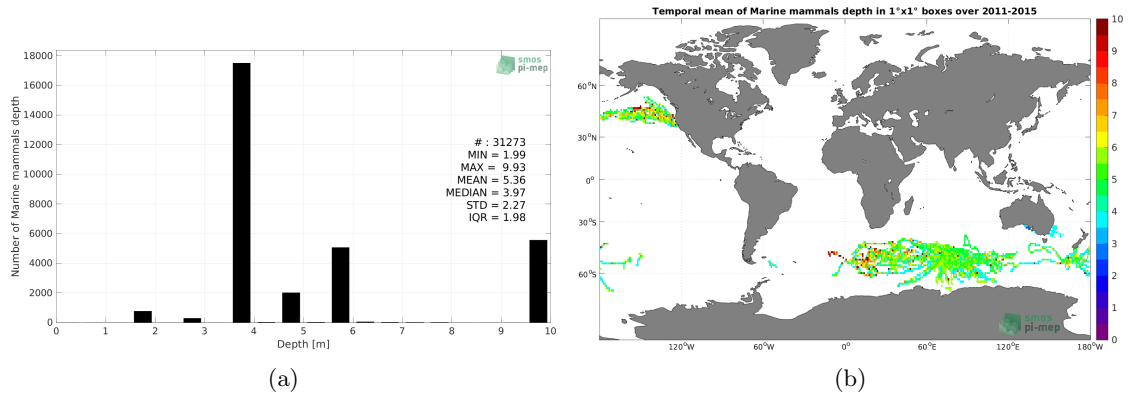 18000
16000
14000
12000
10000
8000
6000
4000
2000
0
Number of Marine mammals depth
smos
pi-mep
# : 31273
MIN = 1.99
MAX = 9.93
MEAN = 5.36
MEDIAN = 3.97
STD = 2.27
IQR = 1.98
0 1 2 3 4 5 6 7 8 9 10
Depth [m]
(a)
Temporal mean of Marine mammals depth in 1°x1° boxes over 2011-2015
60°N
30°N
0°
30°S
60°S
120°W 60°W 0° 60°E 120°E 180°W
smos
pi-mep
10
9
8
7
6
5
4
3
2
1
0
(b)